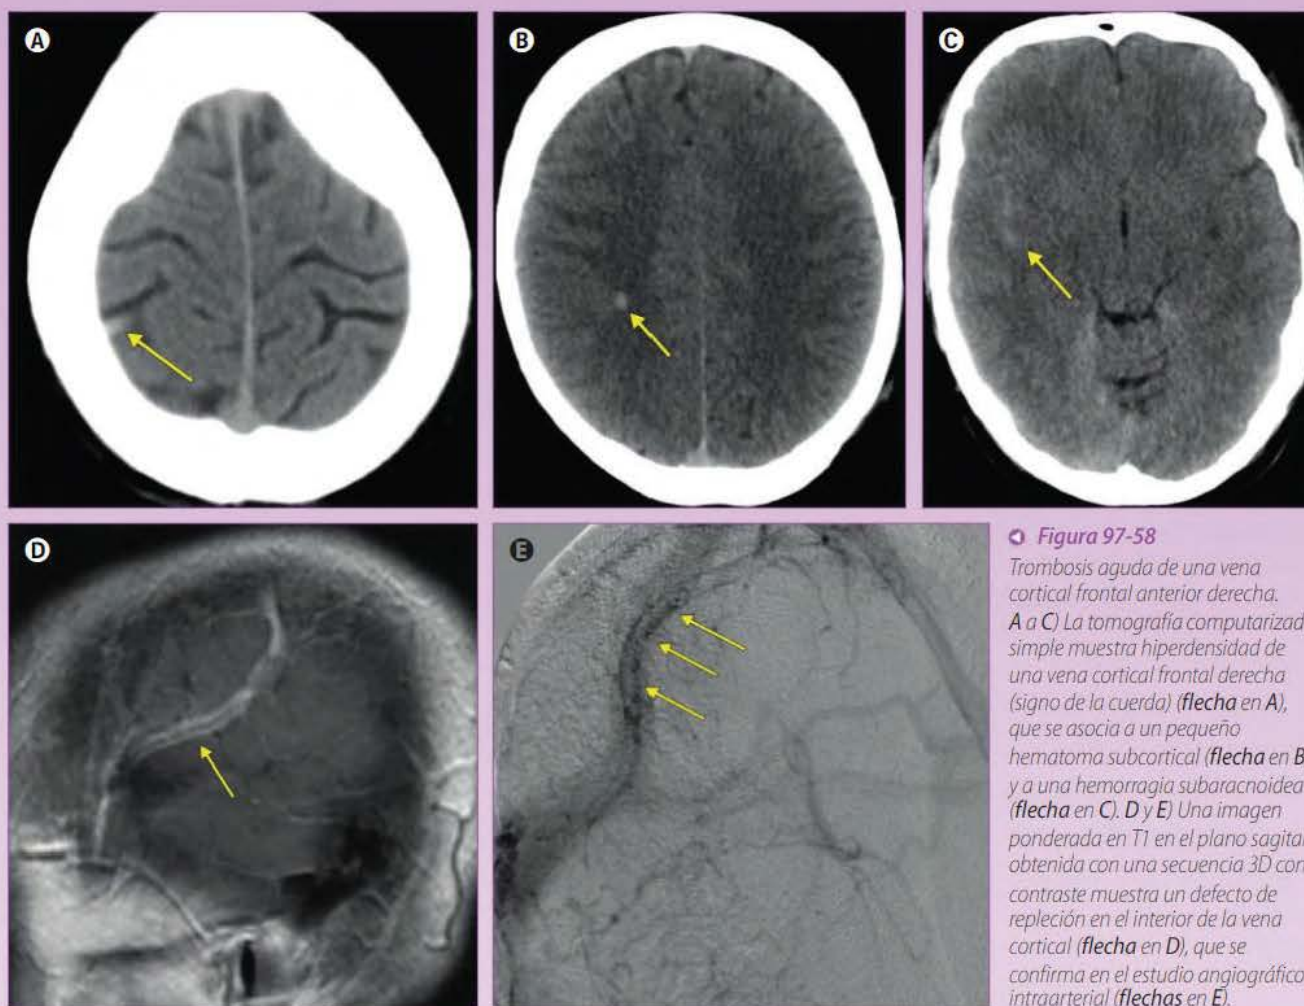 A
B
C
D
E
Figura 97-58
Trombosis aguda de una vena
cortical frontal anterior derecha.
A a C) La tomografía computarizad
simple muestra hiperdensidad de
una vena cortical frontal derecha
(signo de la cuerda) (flecha en A),
que se asocia a un pequeño
hematoma subcortical (flecha en B
y a una hemorragia subaracnoidea
(flecha en C). D y E) Una imagen
ponderada en T1 en el plano sagital
obtenida con una secuencia 3D con
contraste muestra un defecto de
repleción en el interior de la vena
cortical (flecha en D), que se
confirma en el estudio angiográfico
intraarterial (flechas en E).